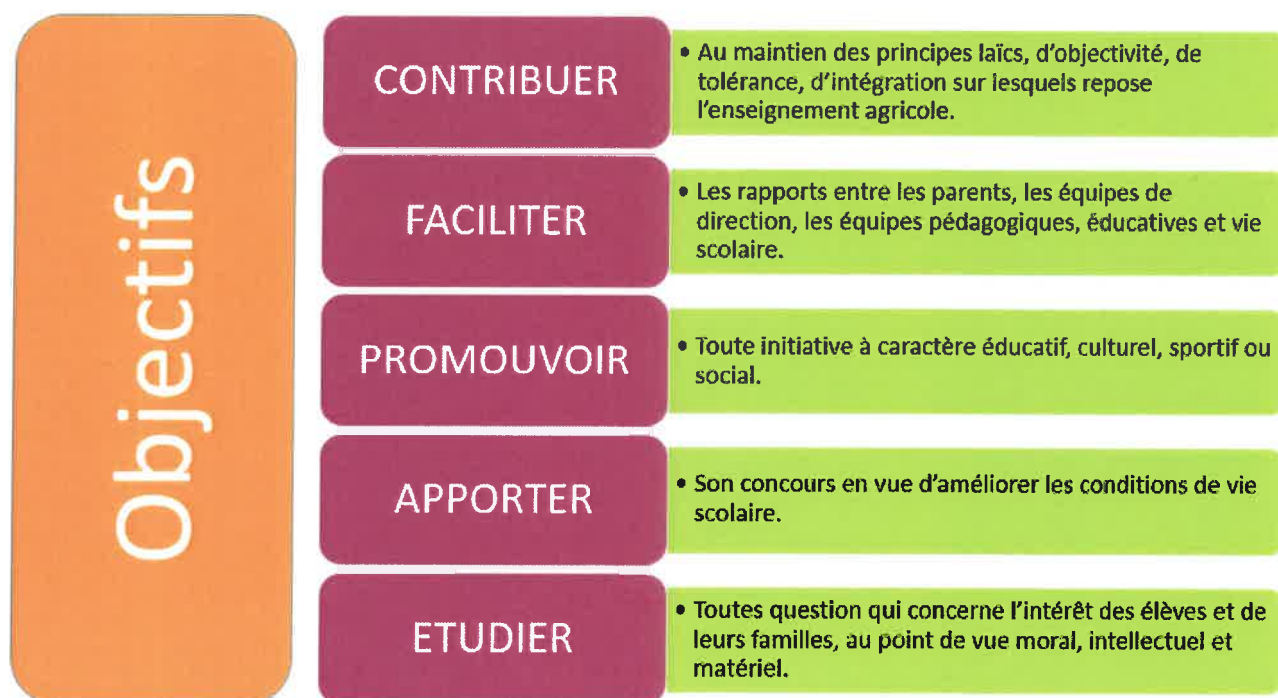 Objectifs
CONTRIBUER
• Au maintien des principes laïcs, d'objectivité, de
tolérance, d'intégration sur lesquels repose
l'enseignement agricole.
FACILITER
• Les rapports entre les parents, les équipes de
direction, les équipes pédagogiques, éducatives et vie
scolaire.
PROMOUVOIR
• Toute initiative à caractère éducatif, culturel, sportif ou
social.
APPORTER
• Son concours en vue d'améliorer les conditions de vie
scolaire.
ETUDIER
• Toutes question qui concerne l'intérêt des élèves et de
leurs familles, au point de vue moral, intellectuel et
matériel.